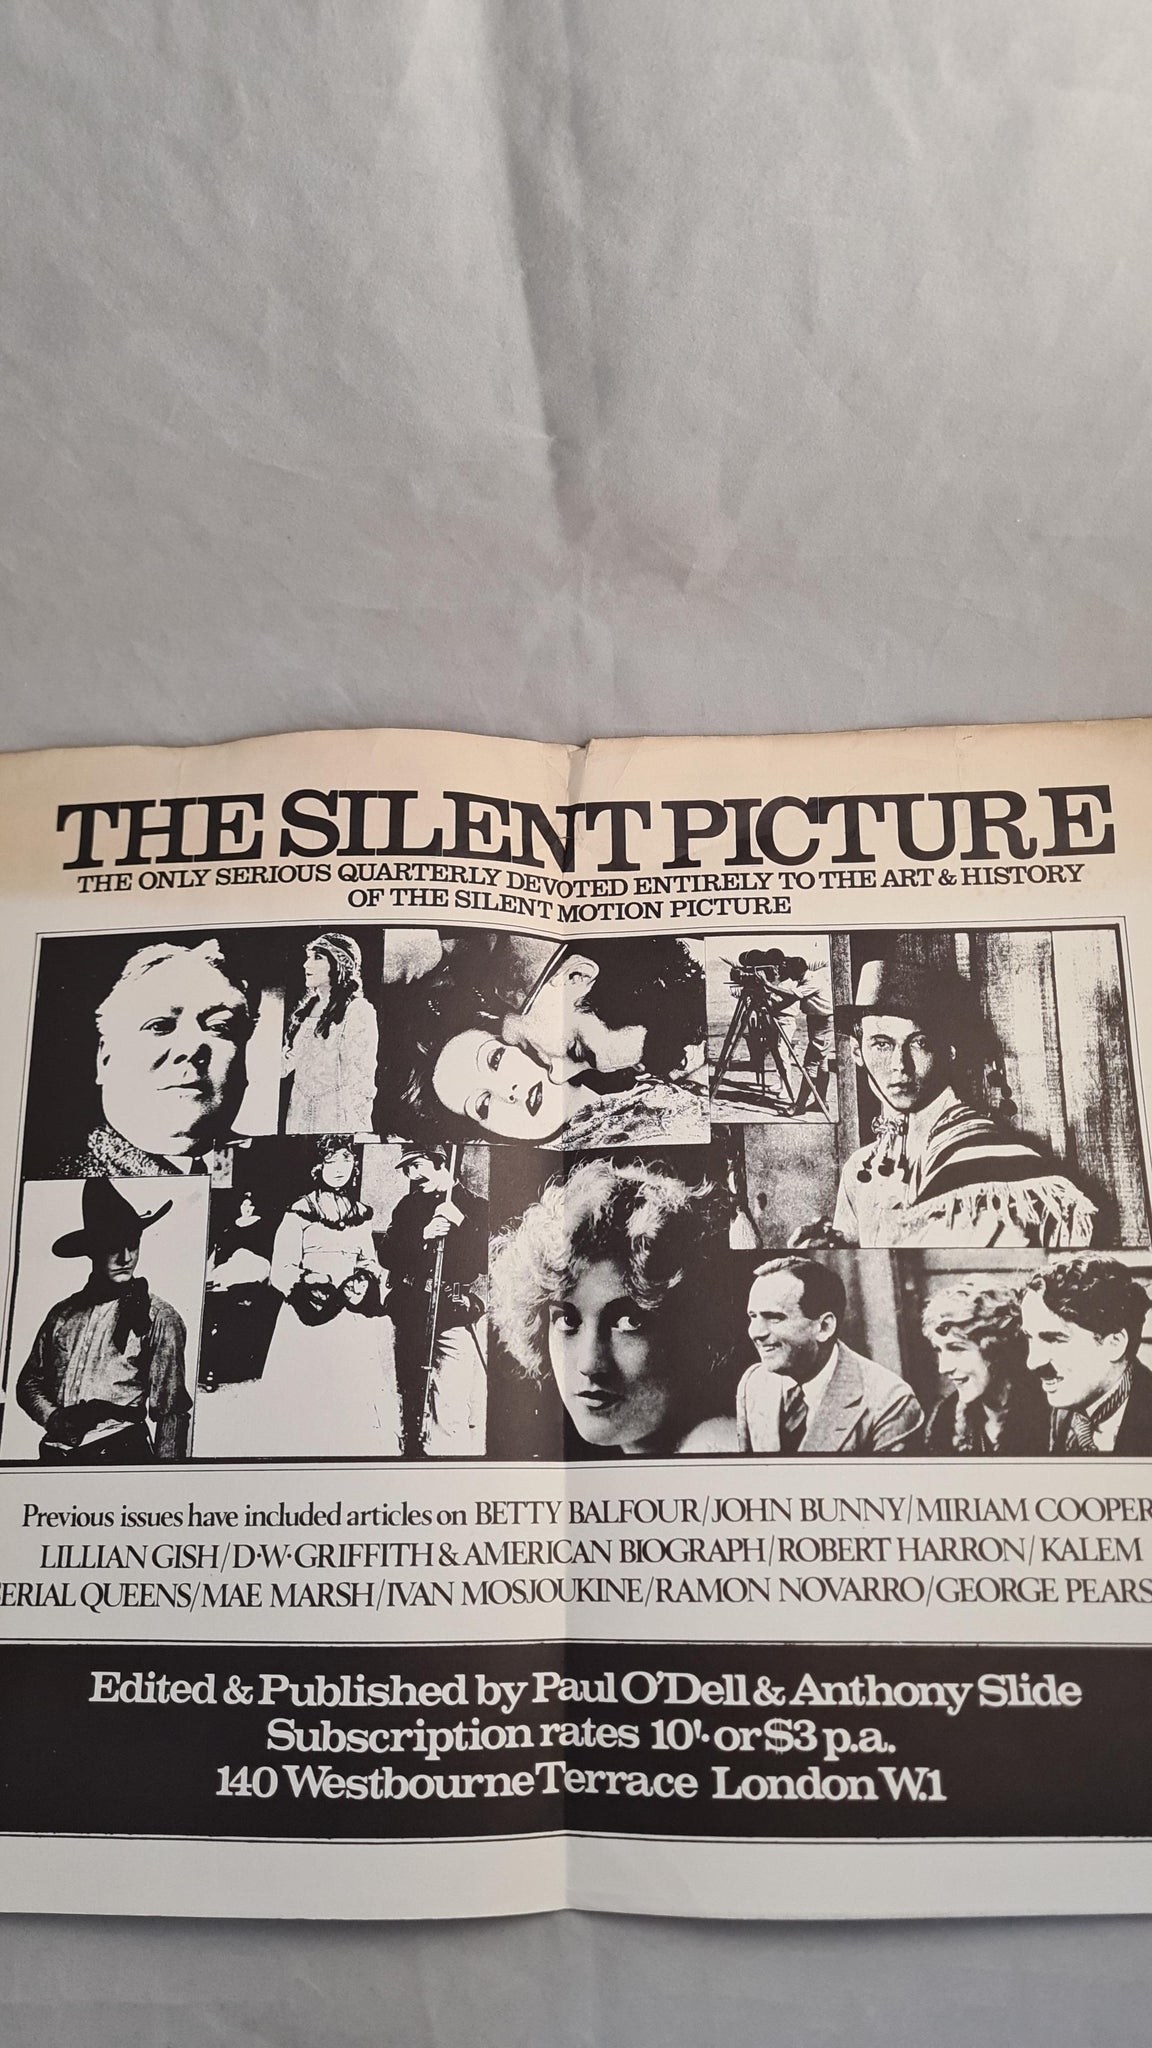 THE SILENT PICTURE
THE ONLY SERIOUS QUARTERLY DEVOTED ENTIRELY TO THE ART & HISTORY
OF THE SILENT MOTION PICTURE
Previous issues have included articles on BETTY BALFOUR/JOHN BUNNY/MIRIAM COOPER
LILLIAN GISH/D·W·GRIFFITH & AMERICAN BIOGRAPH/ROBERT HARRON/KALEM
ERIAL QUEENS/MAE MARSH/IVAN MOSJOUKINE/RAMON NOVARRO/GEORGE PEARS
Edited & Published by Paul O'Dell & Anthony Slide
Subscription rates 10'· or $3 p.a.
140 Westbourne Terrace London W.1